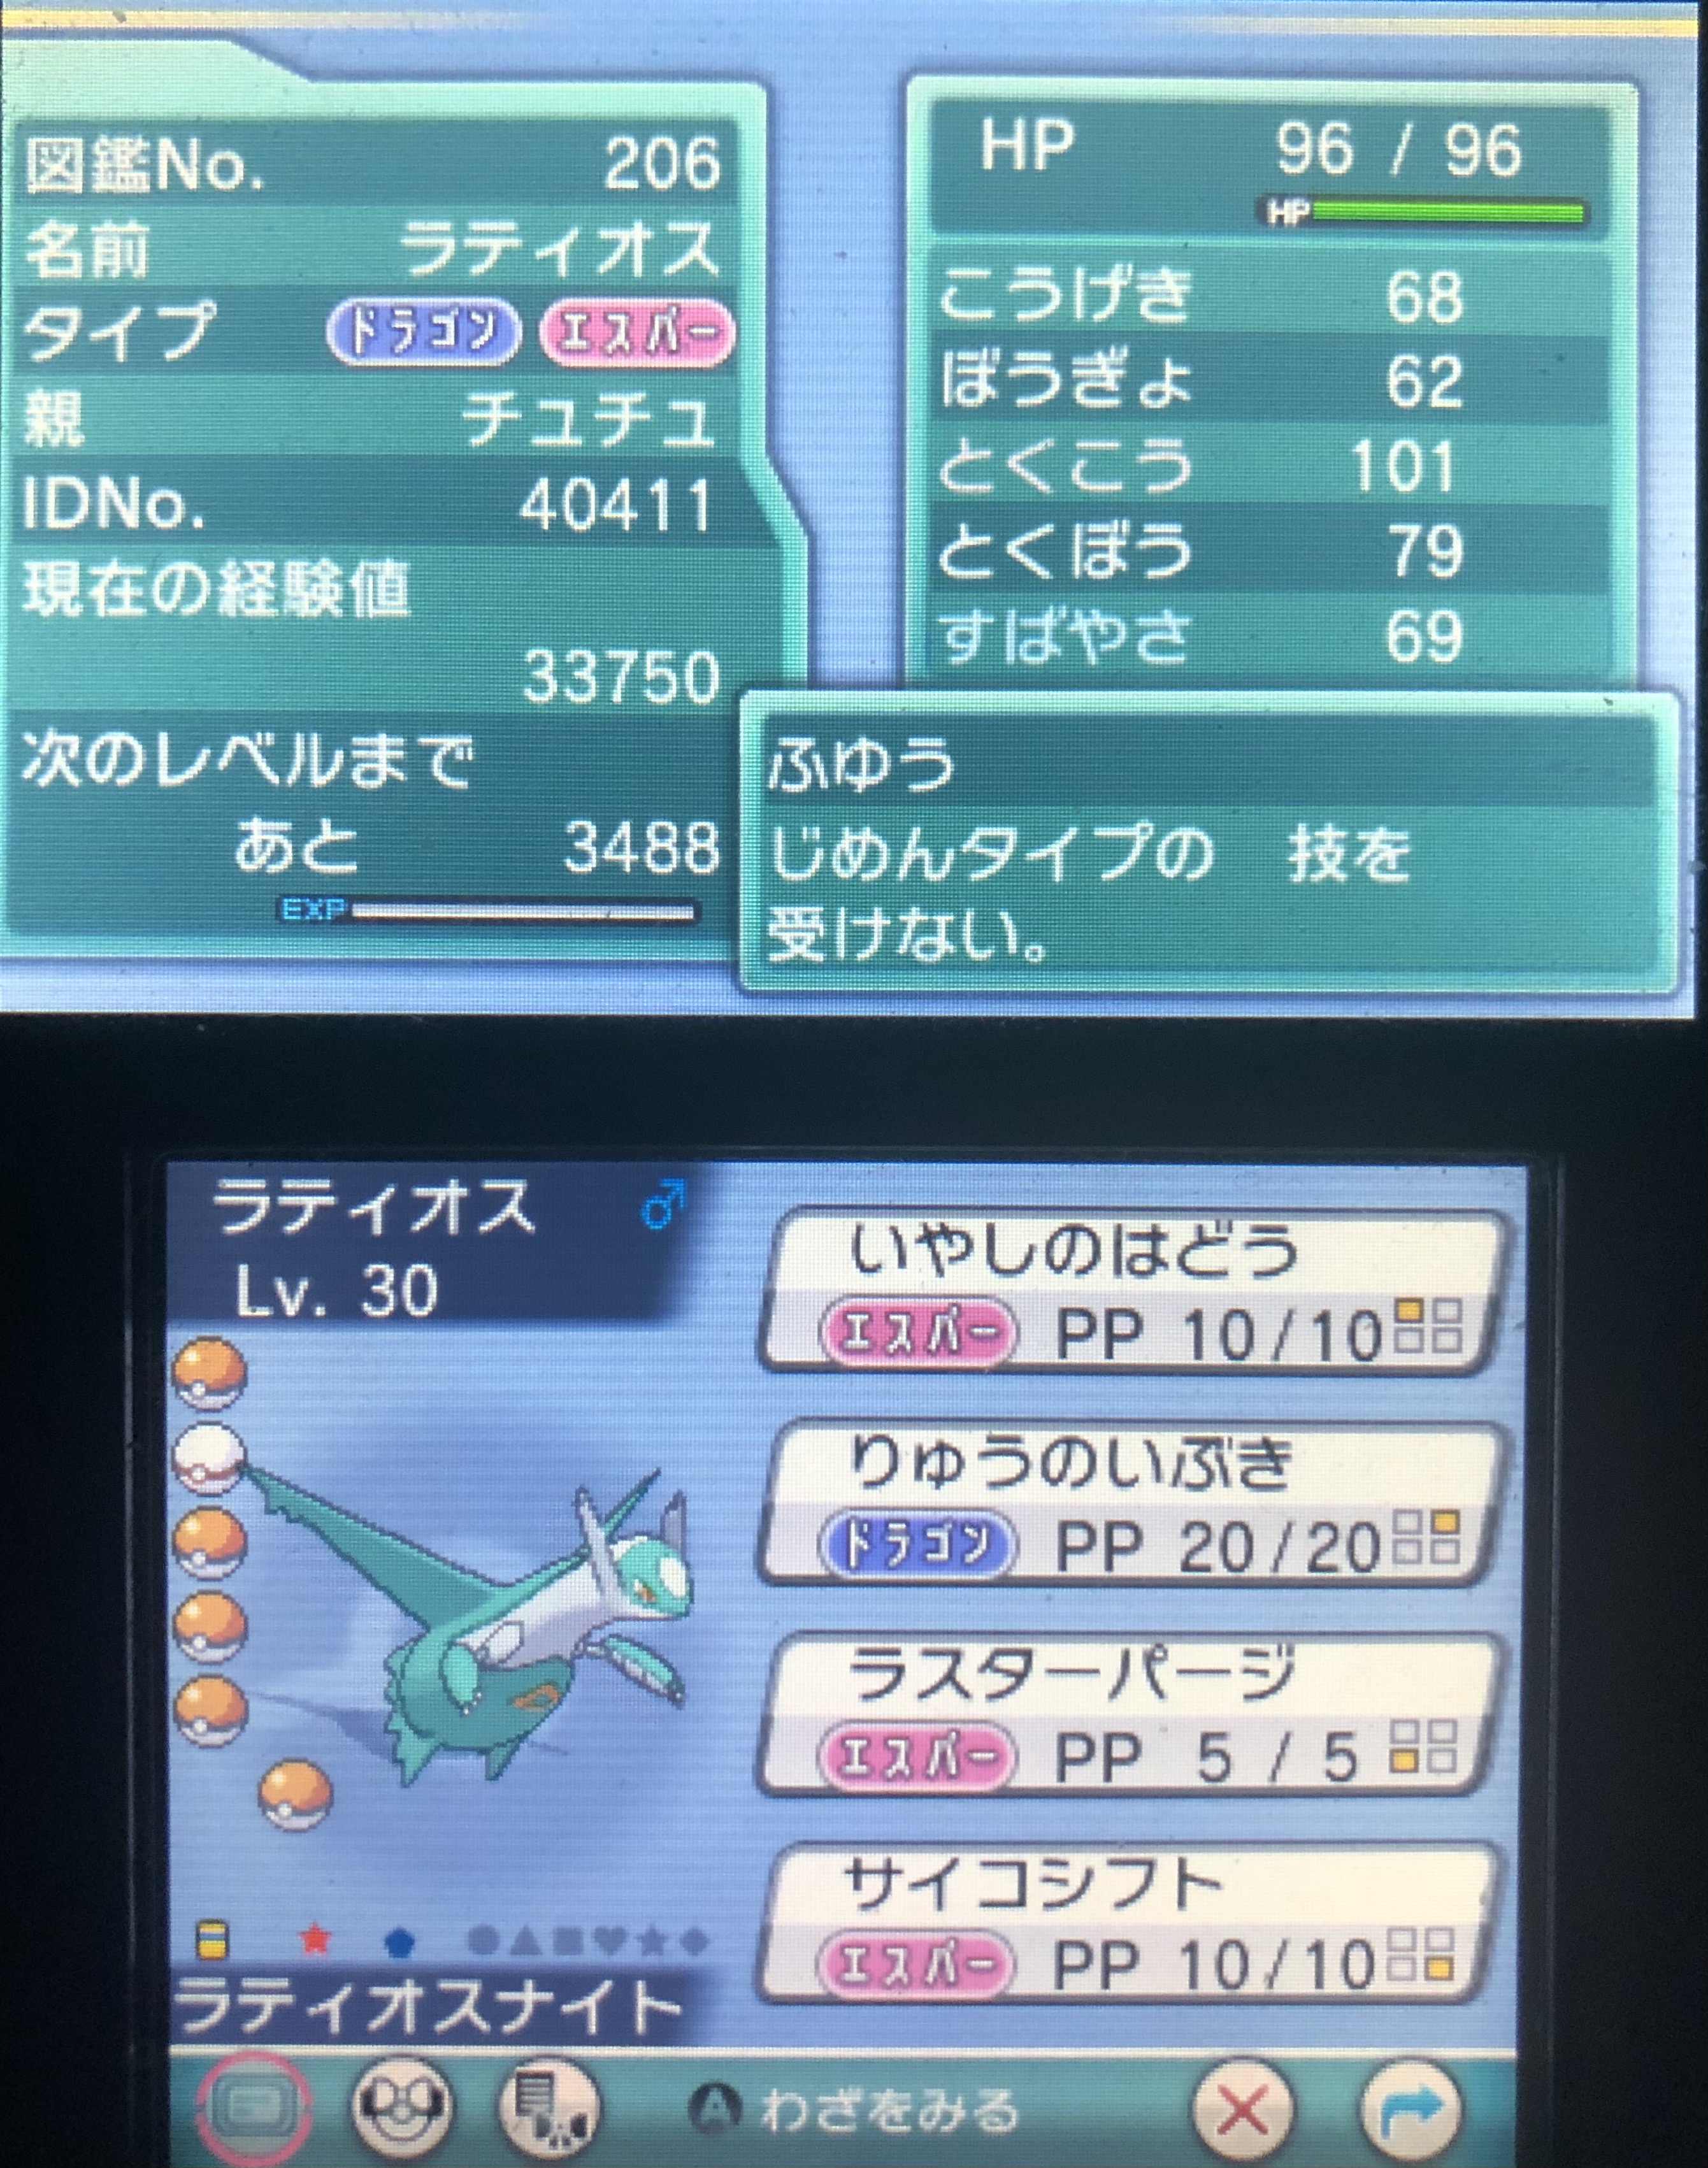 図鑑No. 206
名前 ラティオス
タイプ ドラゴン エスパー
親 チュチュ
IDNo. 40411
現在の経験値
33750
次のレベルまで
あと 3488
EXP
HP 96 / 96
HP
こうげき 68
ぼうぎょ 62
とくこう 101
とくぼう 79
すばやさ 69
ふゆう
じめんタイプの 技を
受けない。
ラティオス ♂
Lv. 30
いやしのはどう
エスパー PP 10/10
りゅうのいぶき
ドラゴン PP 20/20
ラスターパージ
エスパー PP 5 / 5
サイコシフト
エスパー PP 10/10
ラティオスナイト
A わざをみる